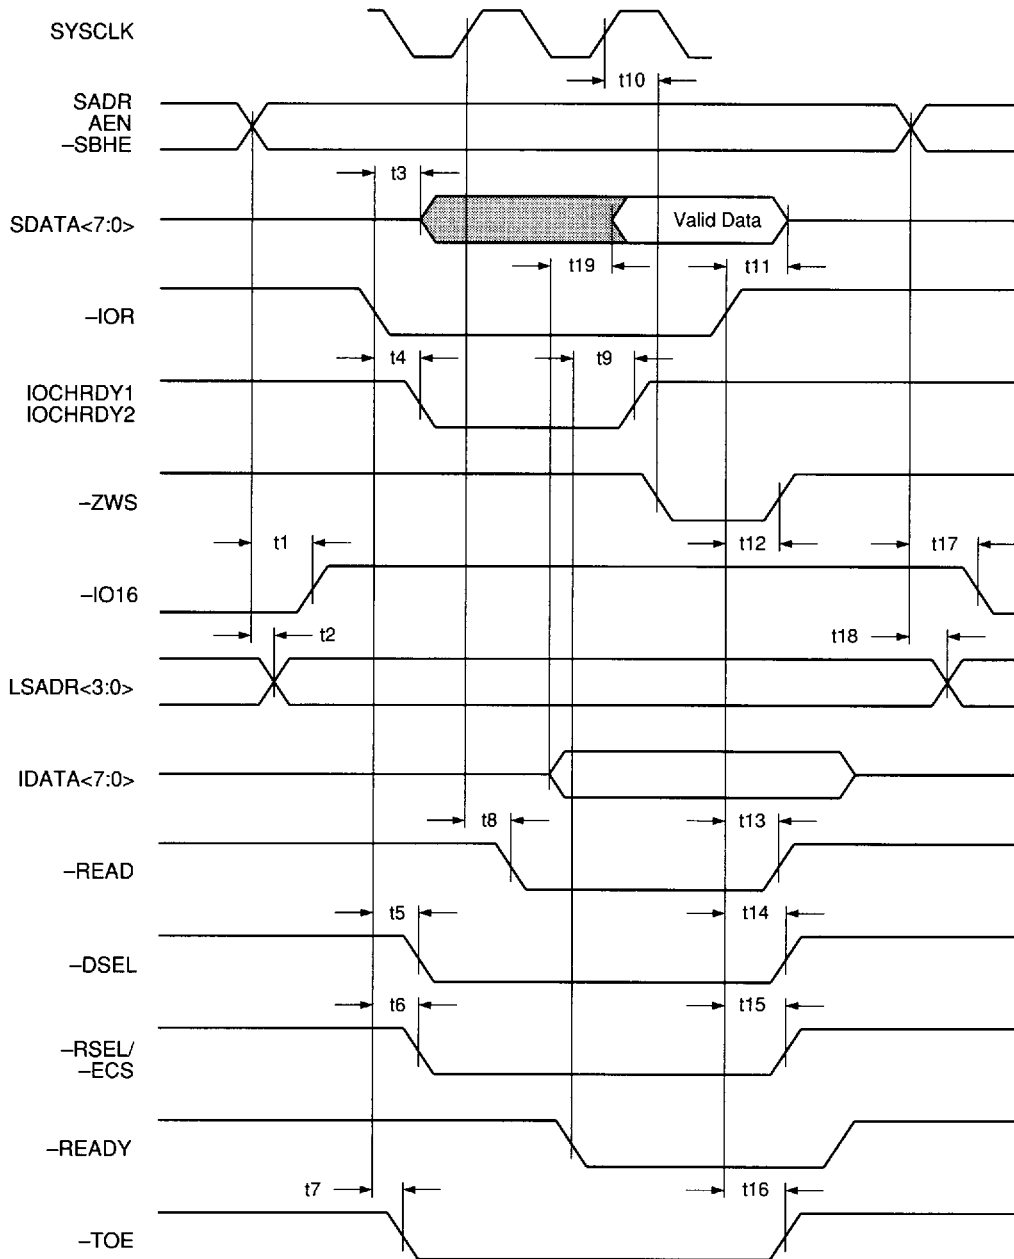 SYSCLK
t10
SADR
AEN
–SBHE
t3
SDATA<7:0>
Valid Data
t19
t11
–IOR
t4
t9
IOCHRDY1
IOCHRDY2
–ZWS
t1
t12
t17
–IO16
t2
t18
LSADR<3:0>
IDATA<7:0>
t8
t13
–READ
t5
t14
–DSEL
t6
t15
–RSEL/
–ECS
–READY
t7
t16
–TOE